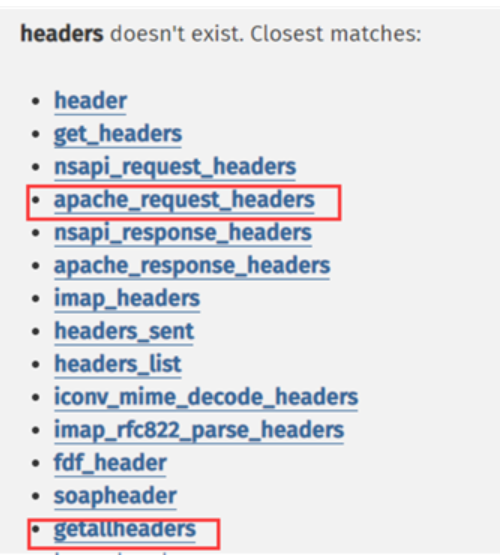 headers doesn't exist. Closest matches:
• header
• get_headers
• nsapi_request_headers
• apache_request_headers
• nsapi_response_headers
• apache_response_headers
• imap_headers
• headers_sent
• headers_list
• iconv_mime_decode_headers
• imap_rfc822_parse_headers
• fdf_header
• soapheader
• getallheaders